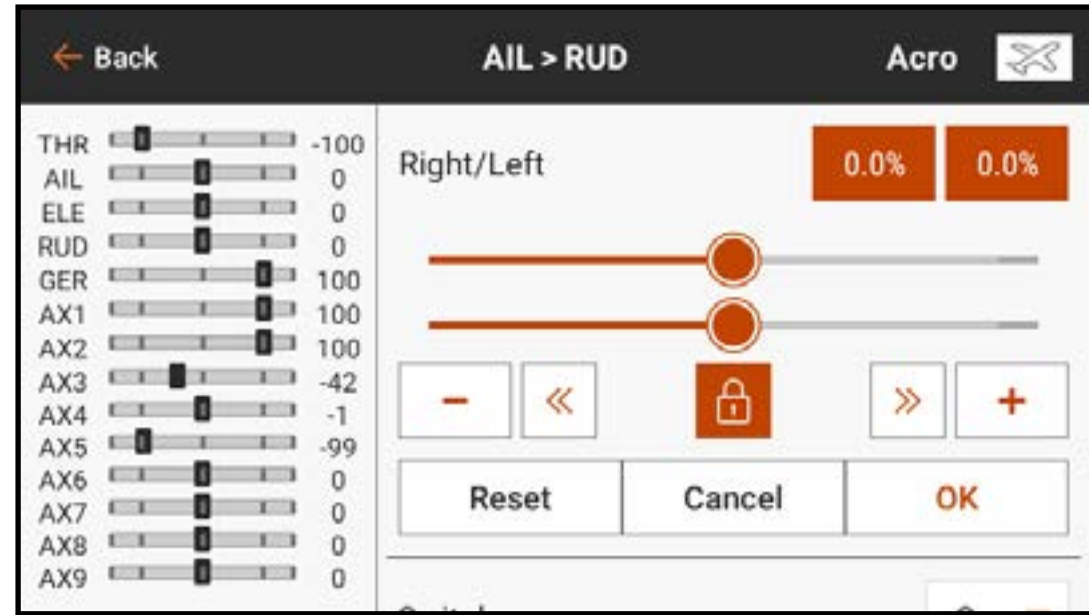 Back AIL > RUD Acro
THR -100
AIL 0
ELE 0
RUD 0
GER 100
AX1 100
AX2 100
AX3 -42
AX4 -1
AX5 -99
AX6 0
AX7 0
AX8 0
AX9 0
Right/Left 0.0% 0.0%
Reset Cancel OK